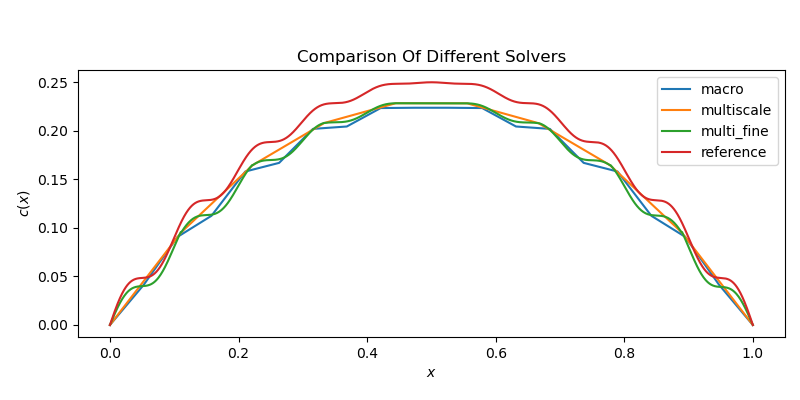 Comparison Of Different Solvers
macro
multiscale
multi_fine
reference
0.25
0.20
0.15
0.10
0.05
0.00
c(x)
0.0 0.2 0.4 0.6 0.8 1.0
x